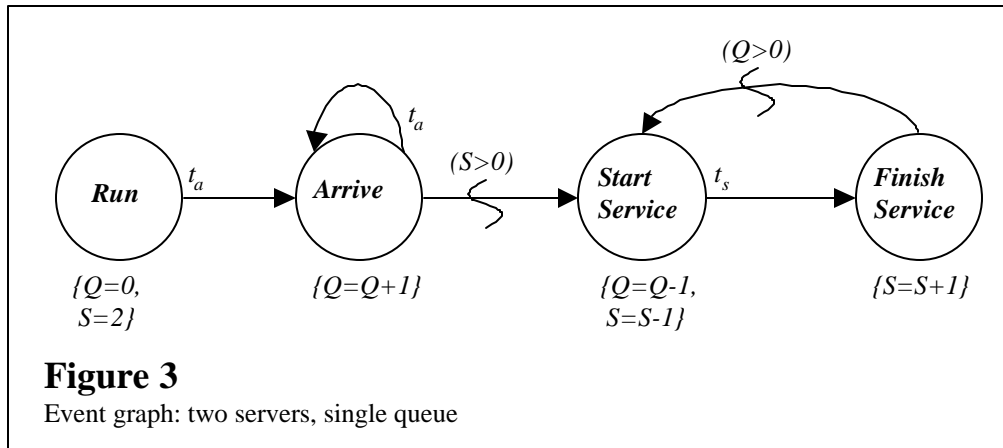 (Q>0)
t_a
(S>0)
t_a
Run
Arrive
Start
Service
t_s
Finish
Service
{Q=0,
S=2}
{Q=Q+1}
{Q=Q-1,
S=S-1}
{S=S+1}
Figure 3
Event graph: two servers, single queue